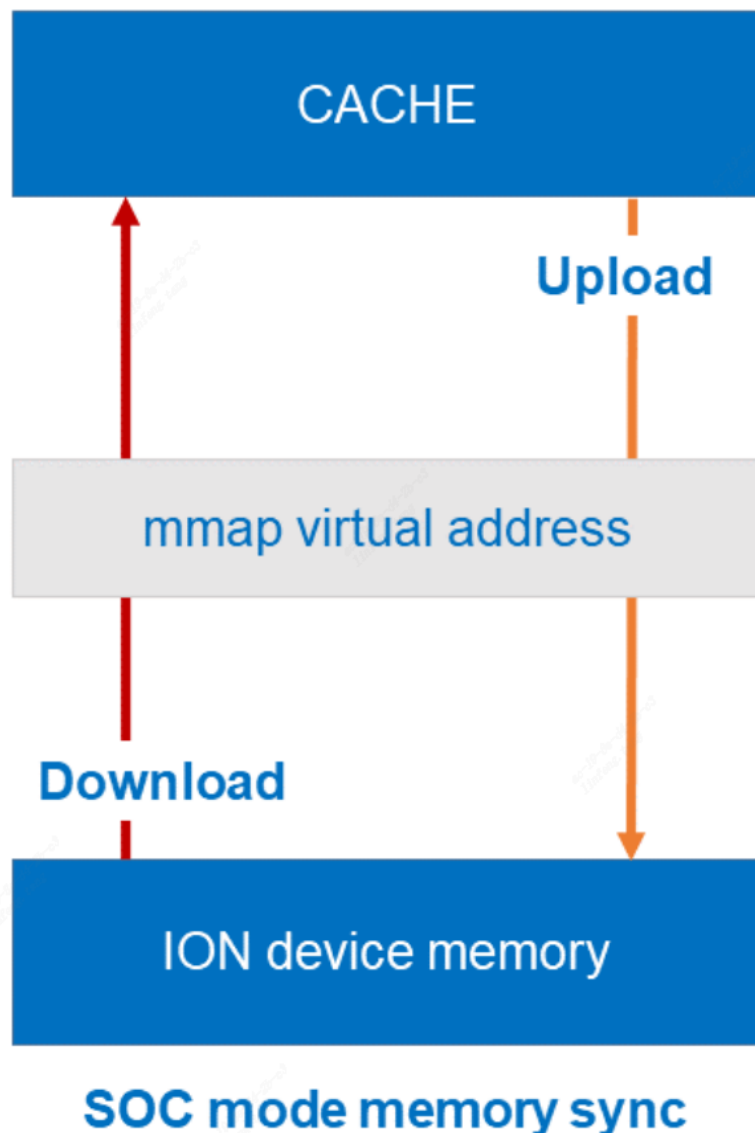 CACHE
Upload
mmap virtual address
Download
ION device memory
SOC mode memory sync